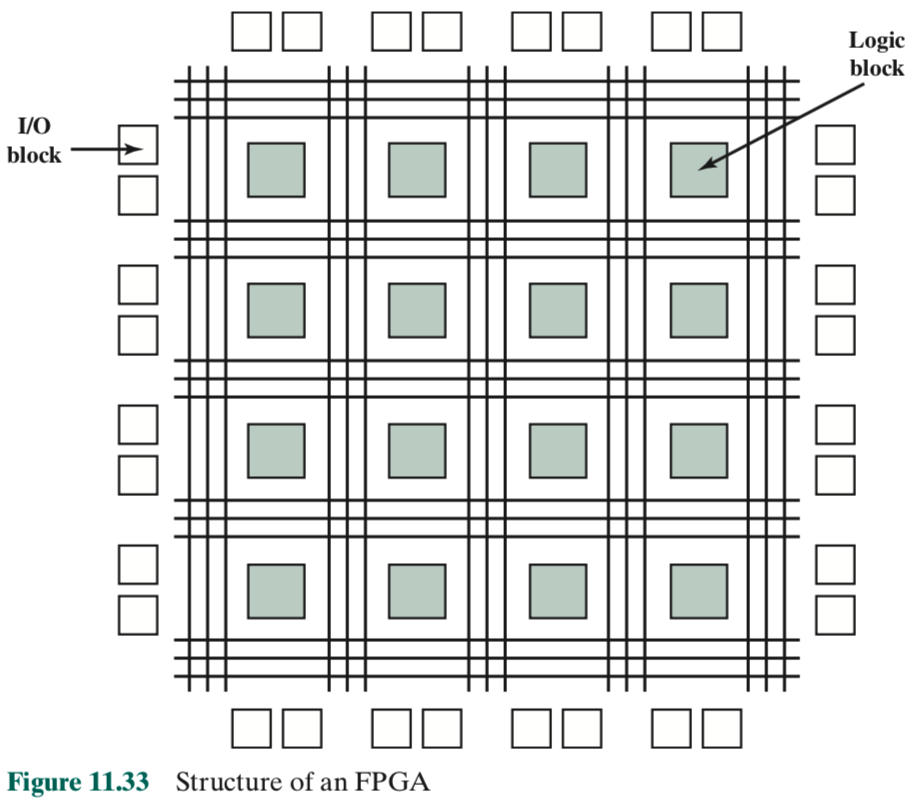 Logic
block
I/O
block
Figure 11.33 Structure of an FPGA